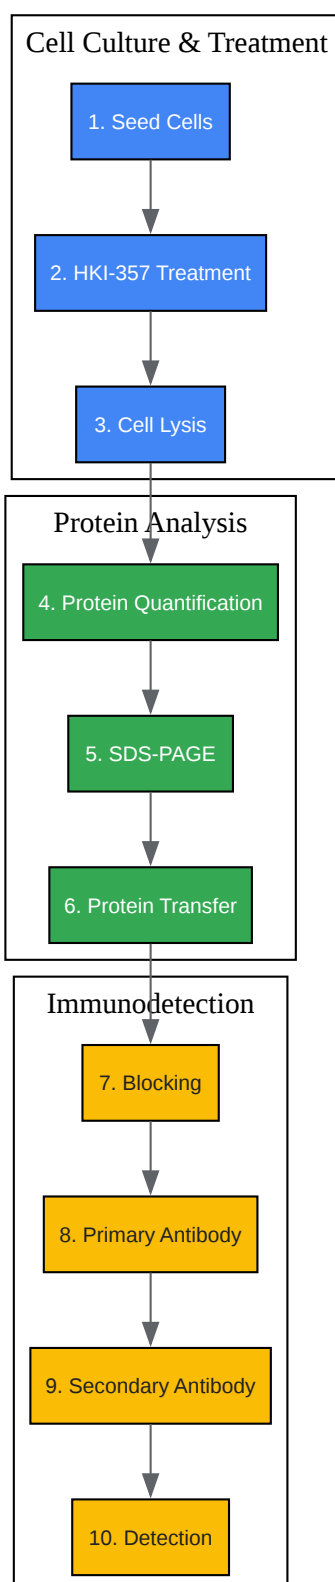 Cell Culture & Treatment
1. Seed Cells
2. HKI-357 Treatment
3. Cell Lysis
Protein Analysis
4. Protein Quantification
5. SDS-PAGE
6. Protein Transfer
Immunodetection
7. Blocking
8. Primary Antibody
9. Secondary Antibody
10. Detection